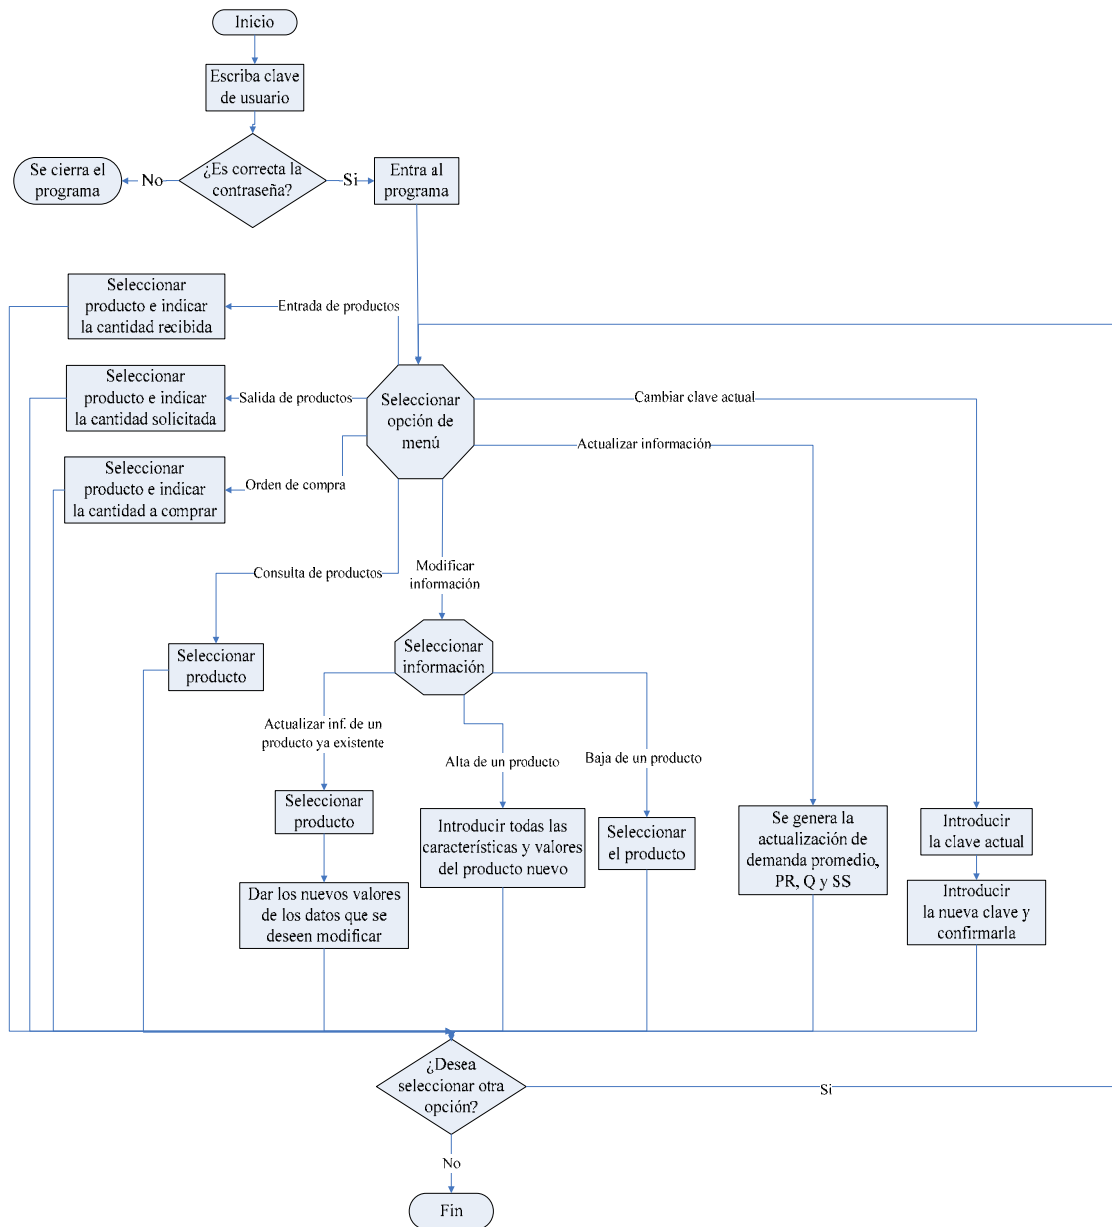 Inicio
Escriba clave
de usuario
¿Es correcta la
contraseña?
No
Se cierra el
programa
Si
Entra al
programa
Seleccionar
producto e indicar
la cantidad recibida
Entrada de productos
Seleccionar
producto e indicar
la cantidad solicitada
Salida de productos
Seleccionar
opción de
menú
Cambiar clave actual
Actualizar información
Seleccionar
producto e indicar
la cantidad a comprar
Orden de compra
Consulta de productos
Modificar
información
Seleccionar
producto
Seleccionar
información
Actualizar inf. de un
producto ya existente
Alta de un producto
Baja de un producto
Seleccionar
producto
Introducir todas las
características y valores
del producto nuevo
Seleccionar
el producto
Se genera la
actualización de
demanda promedio,
PR, Q y SS
Introducir
la clave actual
Dar los nuevos valores
de los datos que se
deseen modificar
Introducir
la nueva clave y
confirmarla
¿Desea
seleccionar otra
opción?
Si
No
Fin